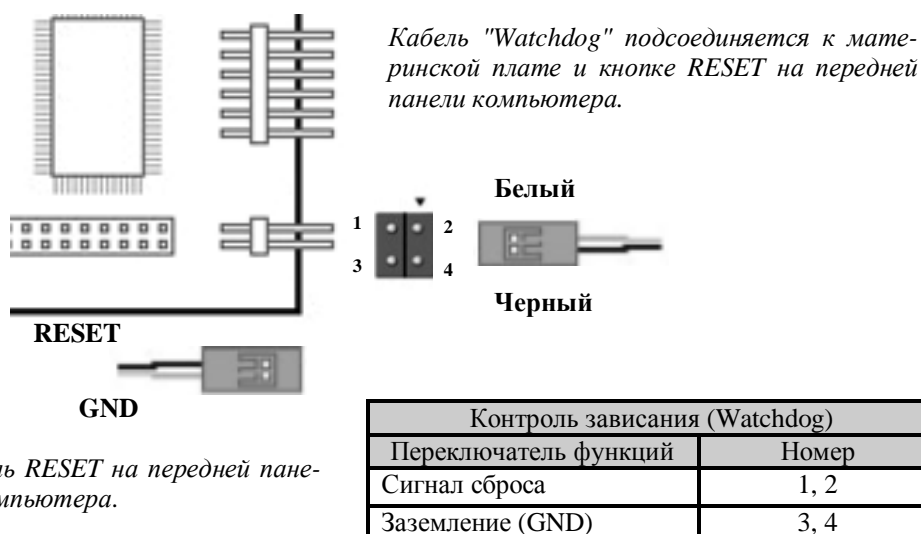 Кабель "Watchdog" подсоединяется к мате-
ринской плате и кнопке RESET на передней
панели компьютера.
Белый
1 2
3 4
Черный
RESET
GND
RESET на передней пане-
Контроль зависания (Watchdog)
Переключатель функций Номер
Сигнал сброса 1, 2
Заземление (GND) 3, 4